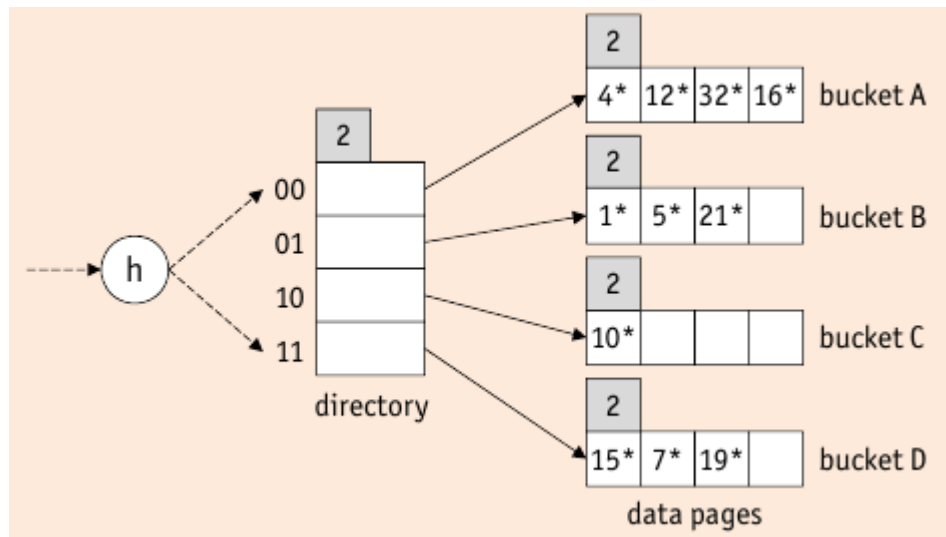 2
4* 12* 32* 16* bucket A
2
2
00
1* 5* 21* bucket B
01
h
2
10
10* bucket C
11
directory
2
15* 7* 19* bucket D
data pages